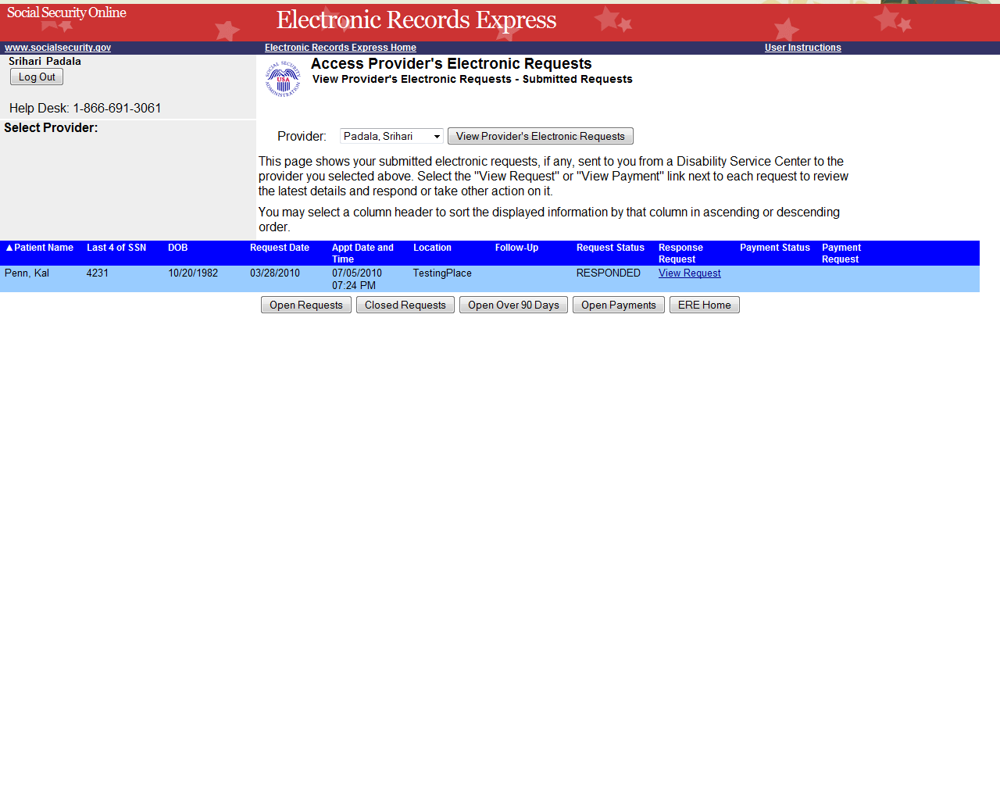 Social Security Online
Electronic Records Express
www.socialsecurity.gov
Electronic Records Express Home
User Instructions
Srihari Padala
Log Out
Help Desk: 1-866-691-3061
SOCIAL SECURITY ADMINISTRATION
USA
Access Provider's Electronic Requests
View Provider's Electronic Requests - Submitted Requests
Select Provider:
Provider: Padala, Srihari View Provider's Electronic Requests
This page shows your submitted electronic requests, if any, sent to you from a Disability Service Center to the
provider you selected above. Select the "View Request" or "View Payment" link next to each request to review
the latest details and respond or take other action on it.
You may select a column header to sort the displayed information by that column in ascending or descending
order.
▲Patient Name Last 4 of SSN DOB Request Date Appt Date and Time Location Follow-Up Request Status Response Request Payment Status Payment Request
Penn, Kal 4231 10/20/1982 03/28/2010 07/05/2010 07:24 PM TestingPlace RESPONDED View Request
Open Requests Closed Requests Open Over 90 Days Open Payments ERE Home